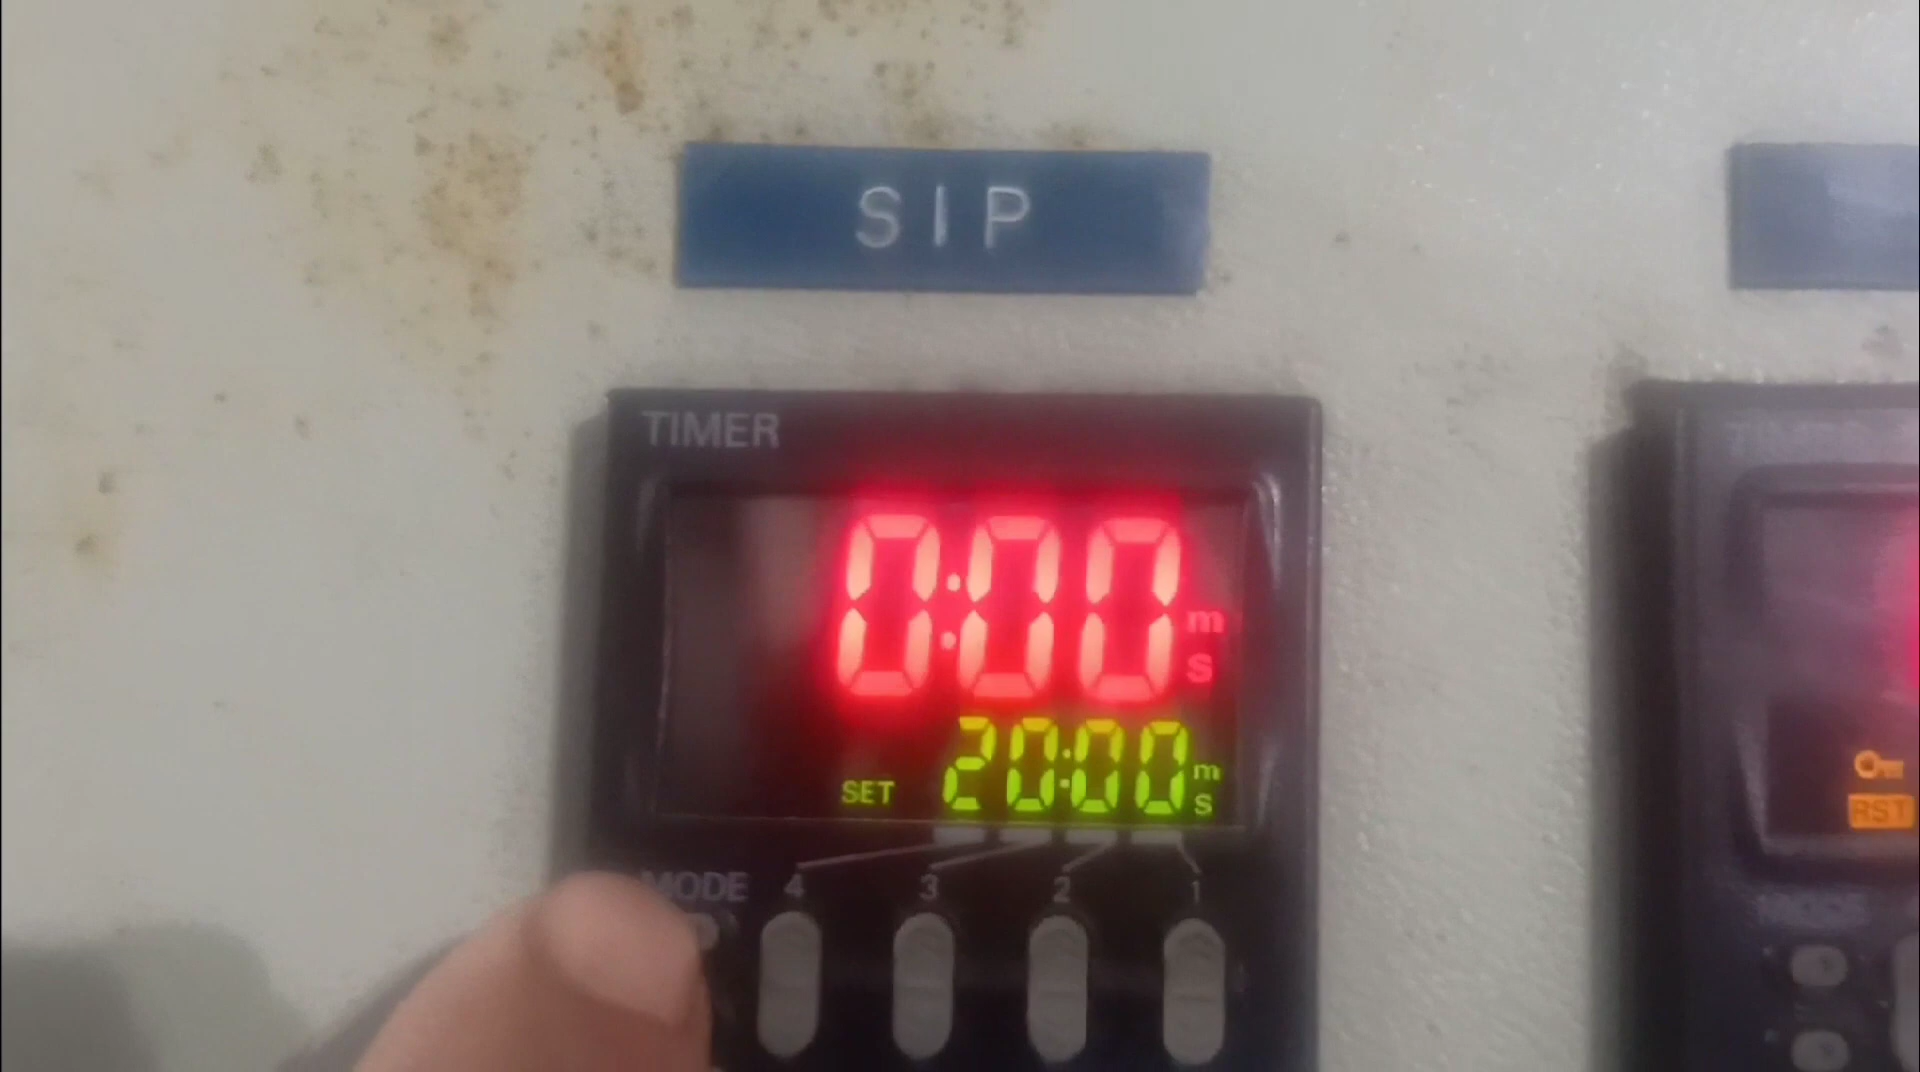 SIP
TIMER
0:00 m s
SET 20:00 m s
MODE 4 3 2 1
RST